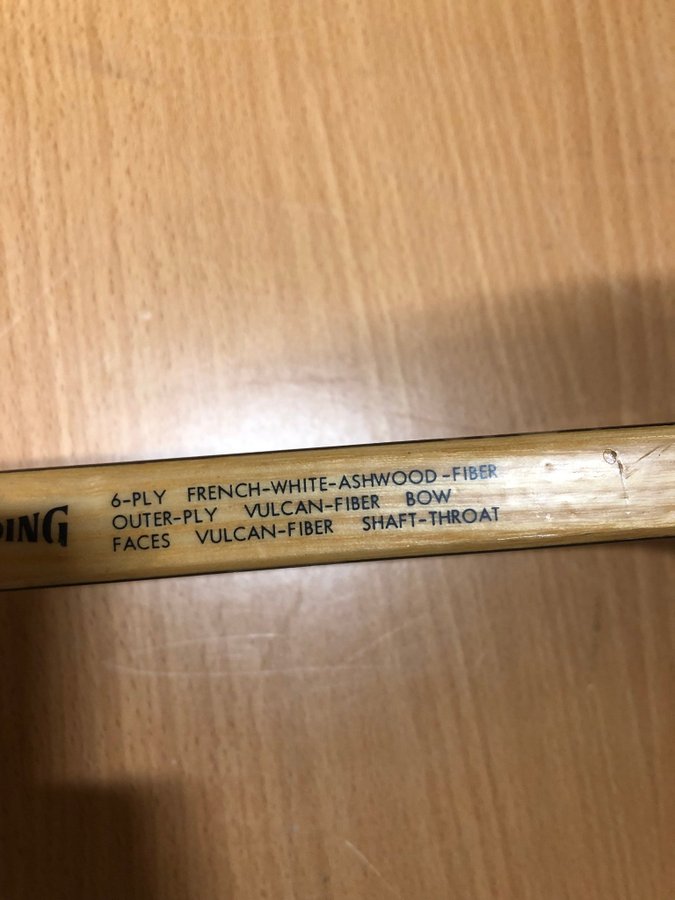 DING
6-PLY FRENCH-WHITE-ASHWOOD-FIBER
OUTER-PLY VULCAN-FIBER BOW
FACES VULCAN-FIBER SHAFT-THROAT